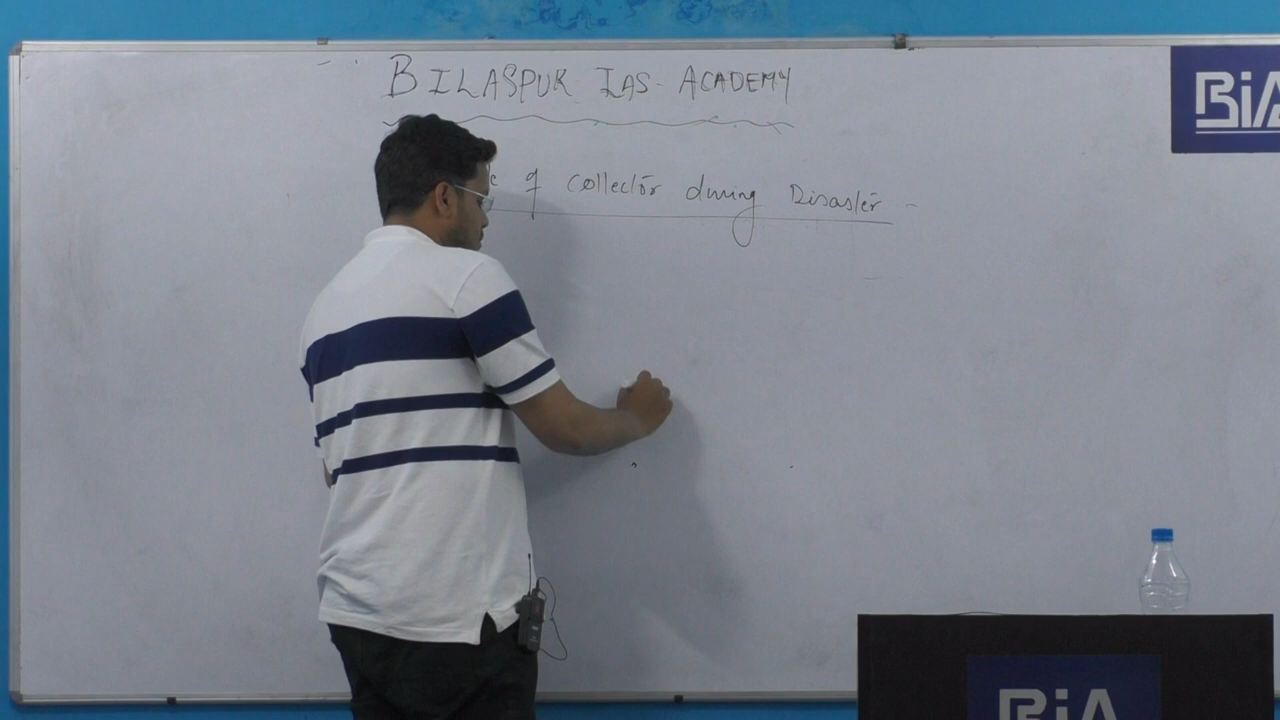 BILASPUR IAS - ACADEMY
BiA
of Collector during Disaster -
BiA